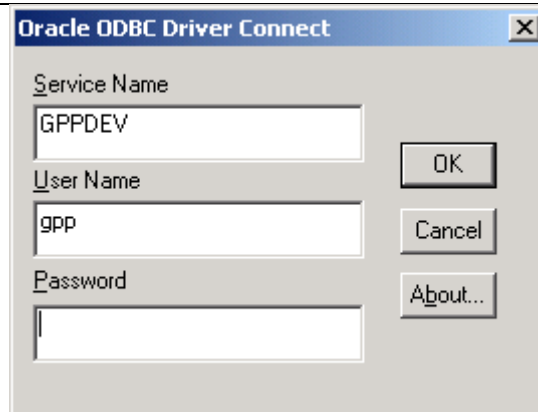 Oracle ODBC Driver Connect
Service Name
GPPDEV
OK
User Name
gpp
Cancel
Password
About...